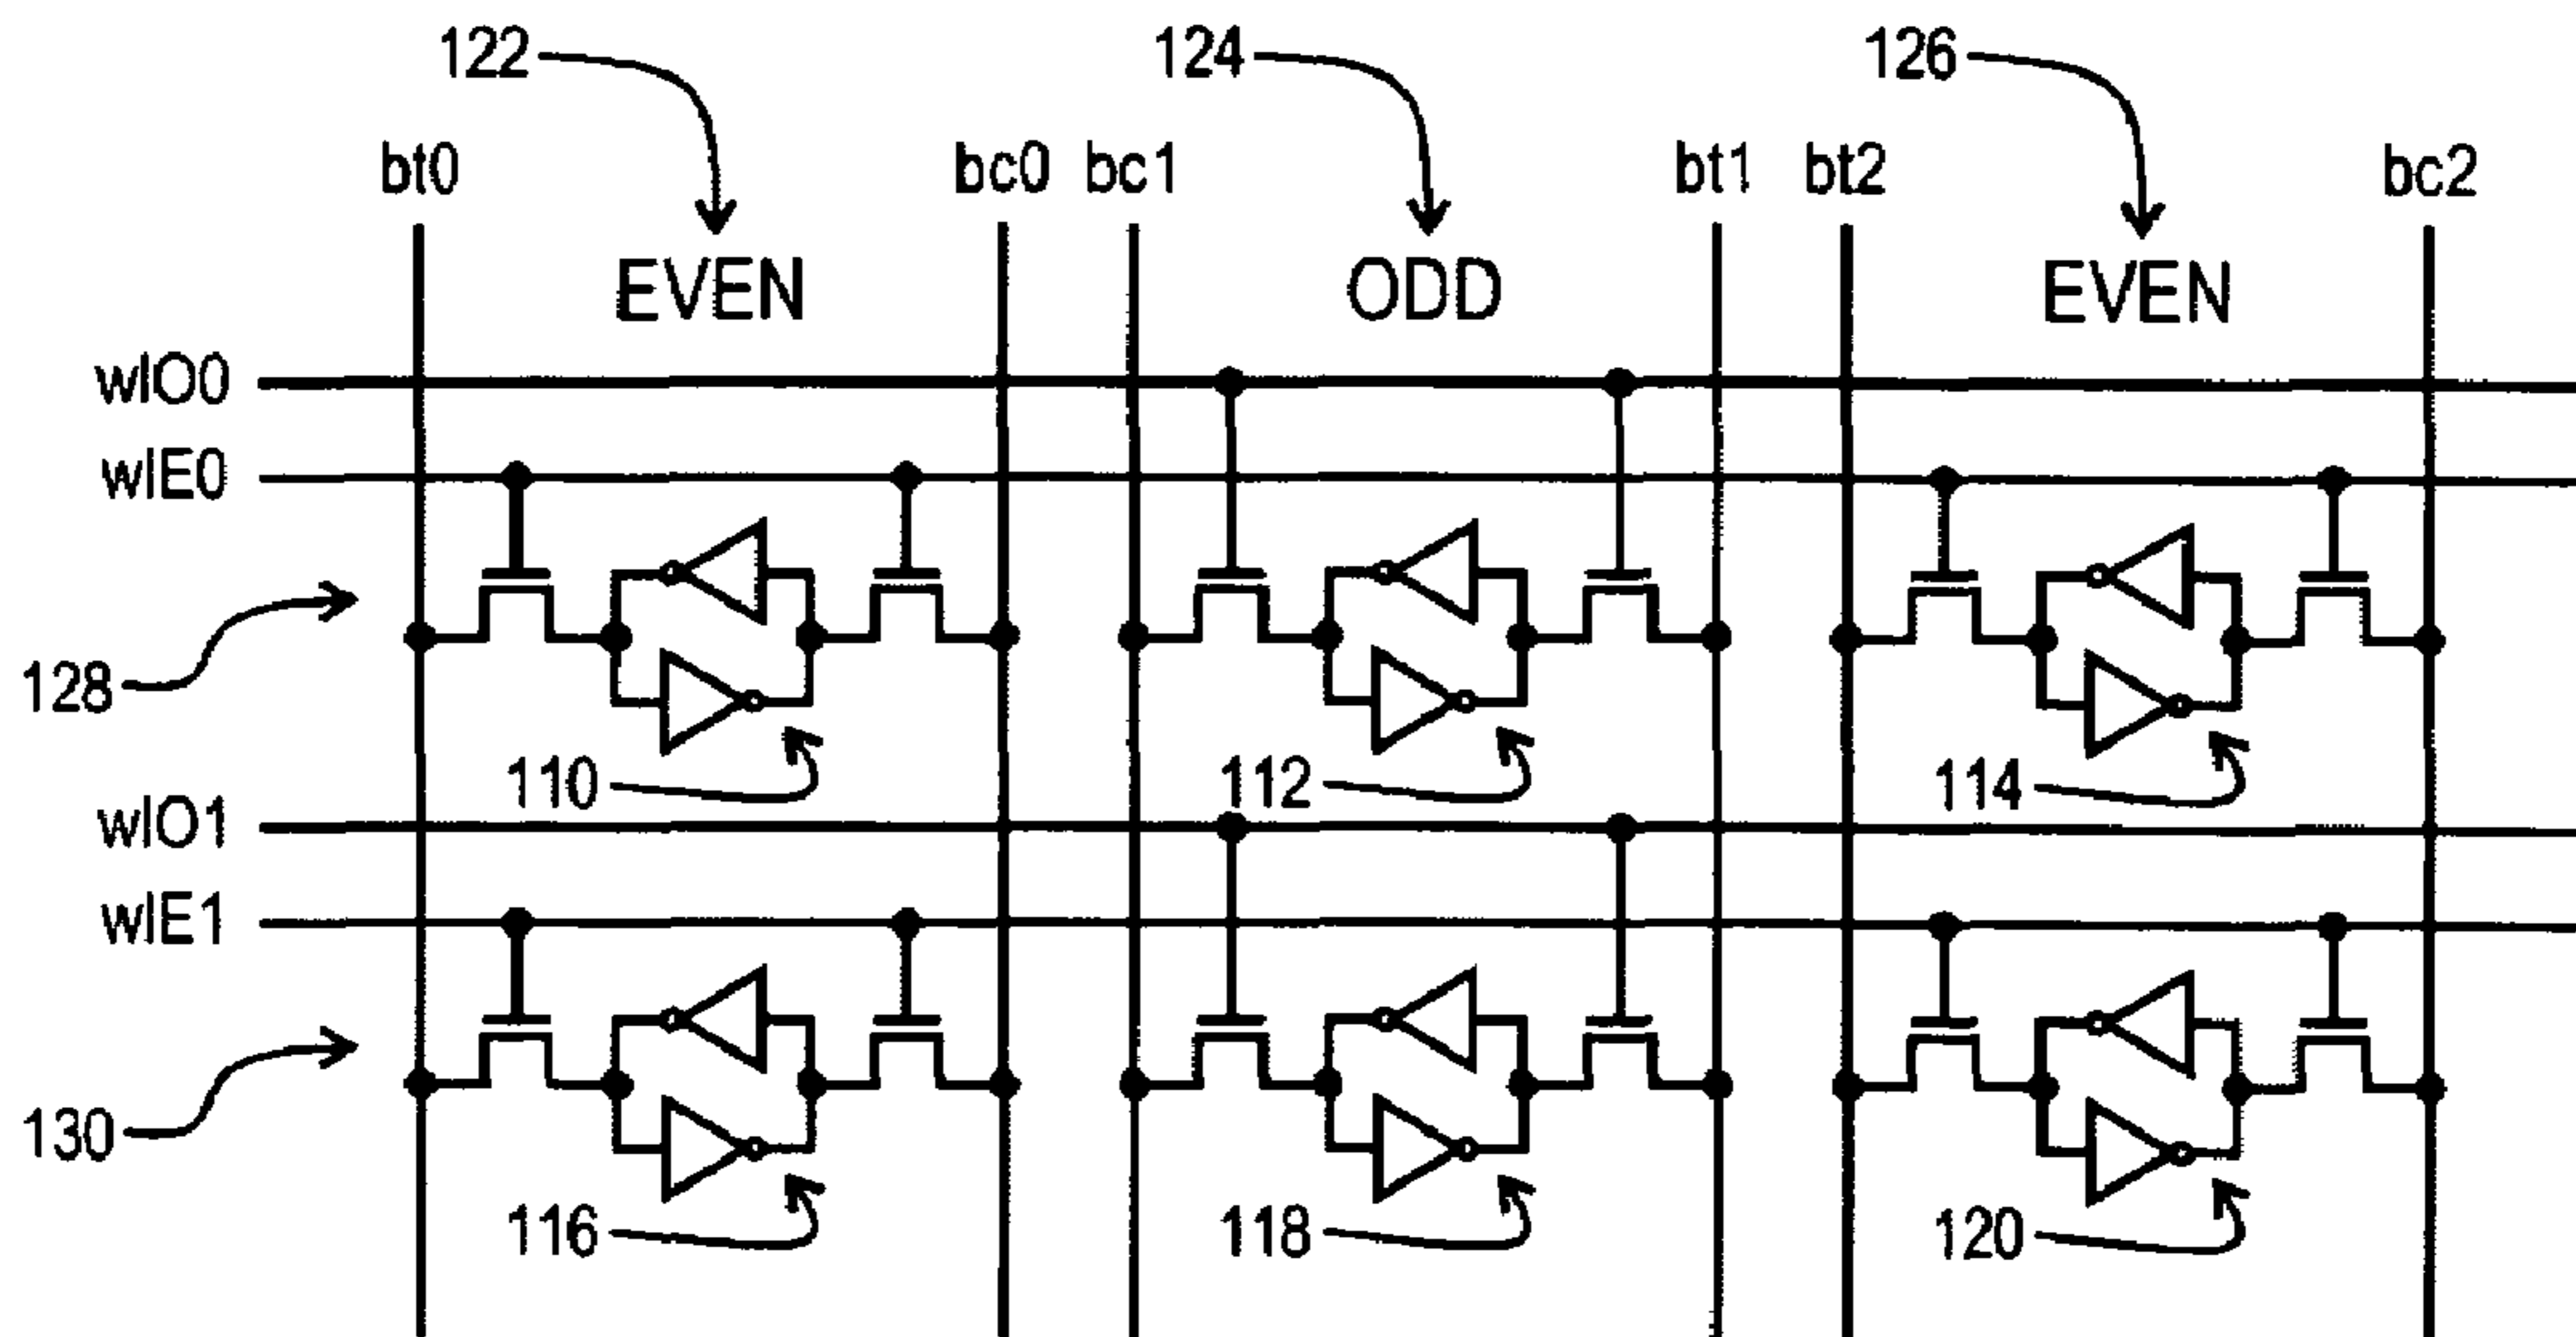 122 124 126
bt0 bc0 bc1 bt1 bt2 bc2
EVEN ODD EVEN
wlO0
wlE0
128
110 112 114
wlO1
wlE1
130
116 118 120